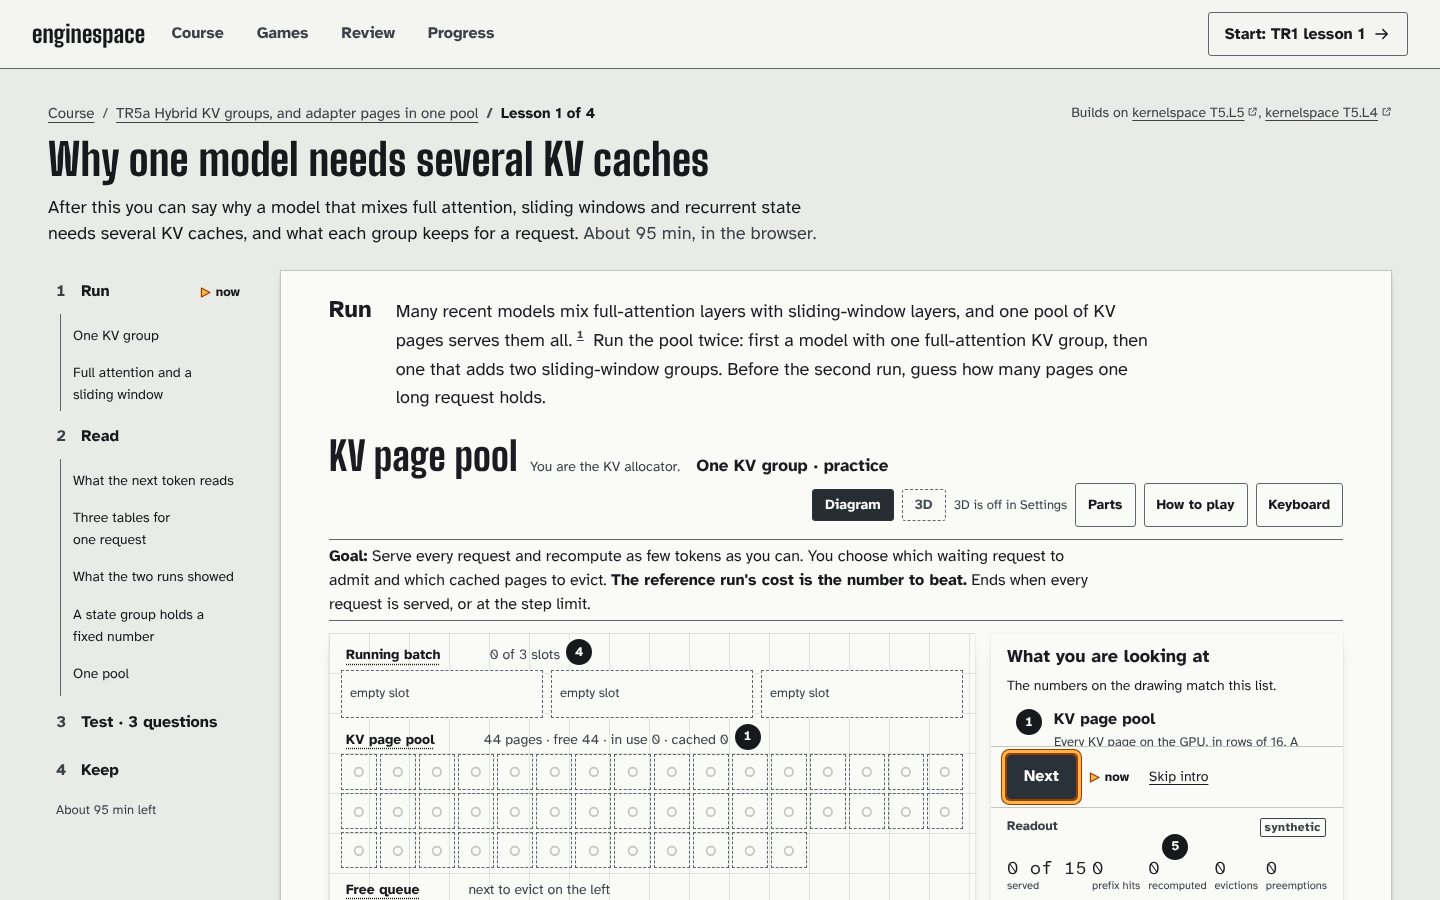 enginespace
Course
Games
Review
Progress
Start: TR1 lesson 1 →
Course / TR5a Hybrid KV groups, and adapter pages in one pool / Lesson 1 of 4
Builds on kernelspace T5.L5, kernelspace T5.L4
Why one model needs several KV caches
After this you can say why a model that mixes full attention, sliding windows and recurrent state
needs several KV caches, and what each group keeps for a request. About 95 min, in the browser.
1 Run now
One KV group
Full attention and a
sliding window
2 Read
What the next token reads
Three tables for
one request
What the two runs showed
A state group holds a
fixed number
One pool
3 Test · 3 questions
4 Keep
About 95 min left
Run
Many recent models mix full-attention layers with sliding-window layers, and one pool of KV
pages serves them all. 1 Run the pool twice: first a model with one full-attention KV group, then
one that adds two sliding-window groups. Before the second run, guess how many pages one
long request holds.
KV page pool You are the KV allocator. One KV group · practice
Diagram 3D 3D is off in Settings Parts How to play Keyboard
Goal: Serve every request and recompute as few tokens as you can. You choose which waiting request to
admit and which cached pages to evict. The reference run's cost is the number to beat. Ends when every
request is served, or at the step limit.
Running batch 0 of 3 slots 4
empty slot empty slot empty slot
KV page pool 44 pages · free 44 · in use 0 · cached 0 1
Free queue next to evict on the left
What you are looking at
The numbers on the drawing match this list.
1 KV page pool
Every KV page on the GPU, in rows of 16. A
Next now Skip intro
Readout synthetic
5
0 of 15 0 0 0 0
served prefix hits recomputed evictions preemptions